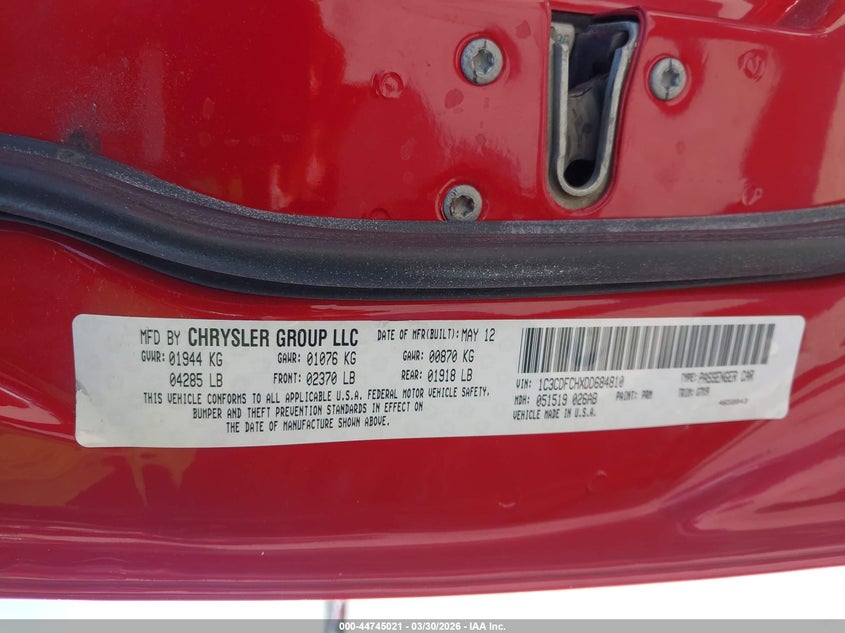 MFD BY CHRYSLER GROUP LLC DATE OF MFR(BUILT): MAY 12
GVWR: 01944 KG GAWR: 01076 KG GAWR: 00870 KG
04285 LB FRONT: 02370 LB REAR: 01918 LB
THIS VEHICLE CONFORMS TO ALL APPLICABLE U.S.A. FEDERAL MOTOR VEHICLE SAFETY,
BUMPER AND THEFT PREVENTION STANDARDS IN EFFECT ON
THE DATE OF MANUFACTURE SHOWN ABOVE.
VIN: 1C3CDFCHXDD684810 TYPE: PASSENGER CAR
MDH: 051519 026AB PAINT: PRM TRIM:
VEHICLE MADE IN U.S.A.
000-44745021 - 03/30/2026 - IAA Inc.